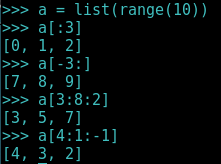 >>> a = list(range(10))
>>> a[:3]
[0, 1, 2]
>>> a[-3:]
[7, 8, 9]
>>> a[3:8:2]
[3, 5, 7]
>>> a[4:1:-1]
[4, 3, 2]